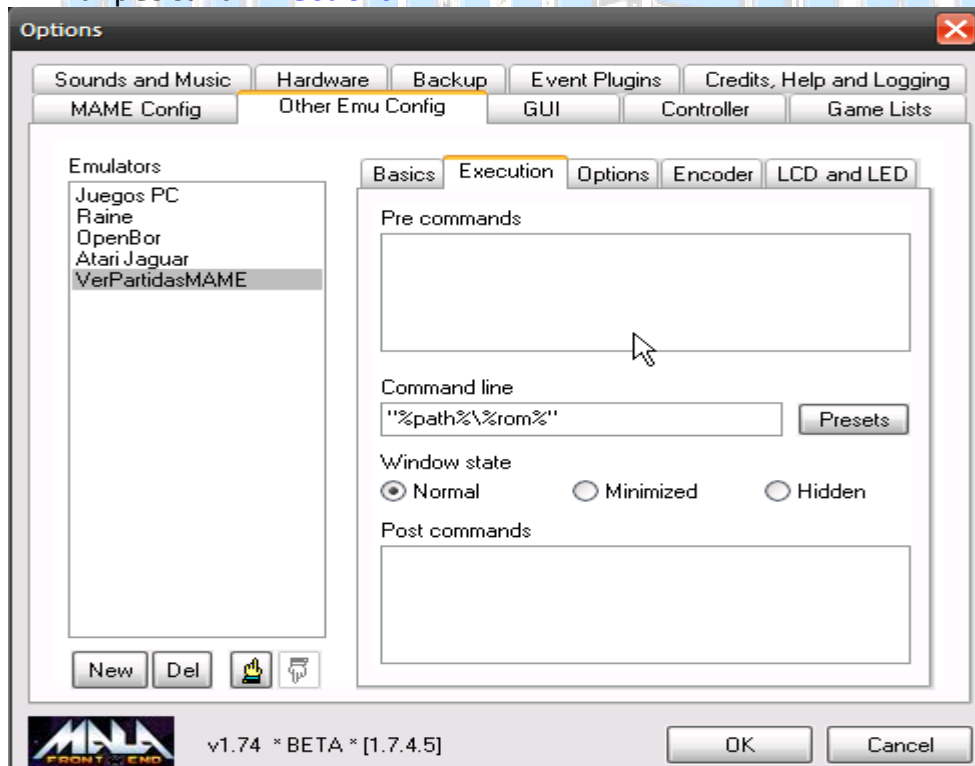 Options
Sounds and Music Hardware Backup Event Plugins Credits, Help and Logging
MAME Config Other Emu Config GUI Controller Game Lists
Emulators
Juegos PC
Raine
OpenBor
Atari Jaguar
VerPartidasMAME
New Del
Basics Execution Options Encoder LCD and LED
Pre commands
Command line
"%path%\%rom%" Presets
Window state
Normal Minimized Hidden
Post commands
MALA
FRONT END
v1.74 * BETA * [1.7.4.5] OK Cancel